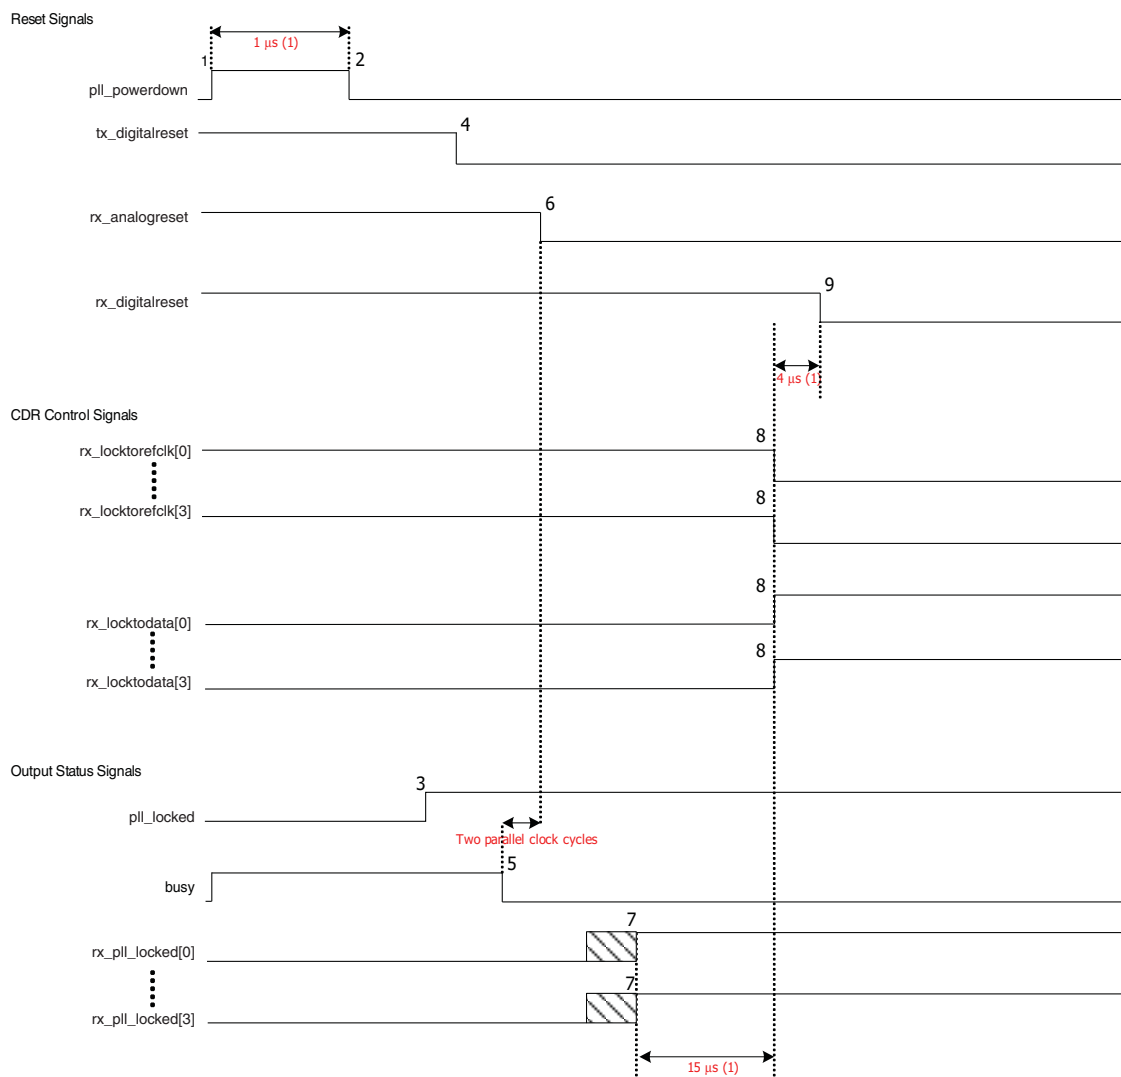 Reset Signals
1 µs (1)
1
2
pll_powerdown
4
tx_digitalreset
6
rx_analogreset
9
rx_digitalreset
4 µs (1)
CDR Control Signals
8
rx_locktorefclk[0]
8
rx_locktorefclk[3]
8
rx_locktodata[0]
8
rx_locktodata[3]
Output Status Signals
3
pll_locked
Two parallel clock cycles
5
busy
7
rx_pll_locked[0]
7
rx_pll_locked[3]
15 µs (1)